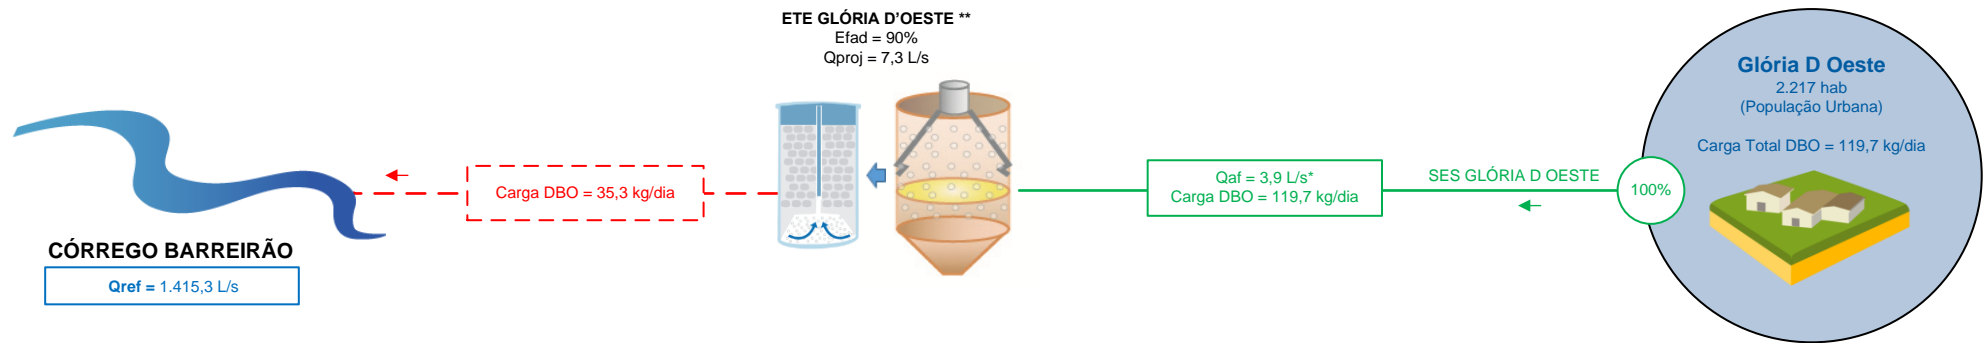 ETE GLÓRIA D'OESTE **
Efad = 90%
Qproj = 7,3 L/s
Glória D Oeste
2.217 hab
(População Urbana)
Carga Total DBO = 119,7 kg/dia
Carga DBO = 35,3 kg/dia
Qaf = 3,9 L/s*
Carga DBO = 119,7 kg/dia
SES GLÓRIA D OESTE
100%
CÓRREGO BARREIRÃO
Qref = 1.415,3 L/s